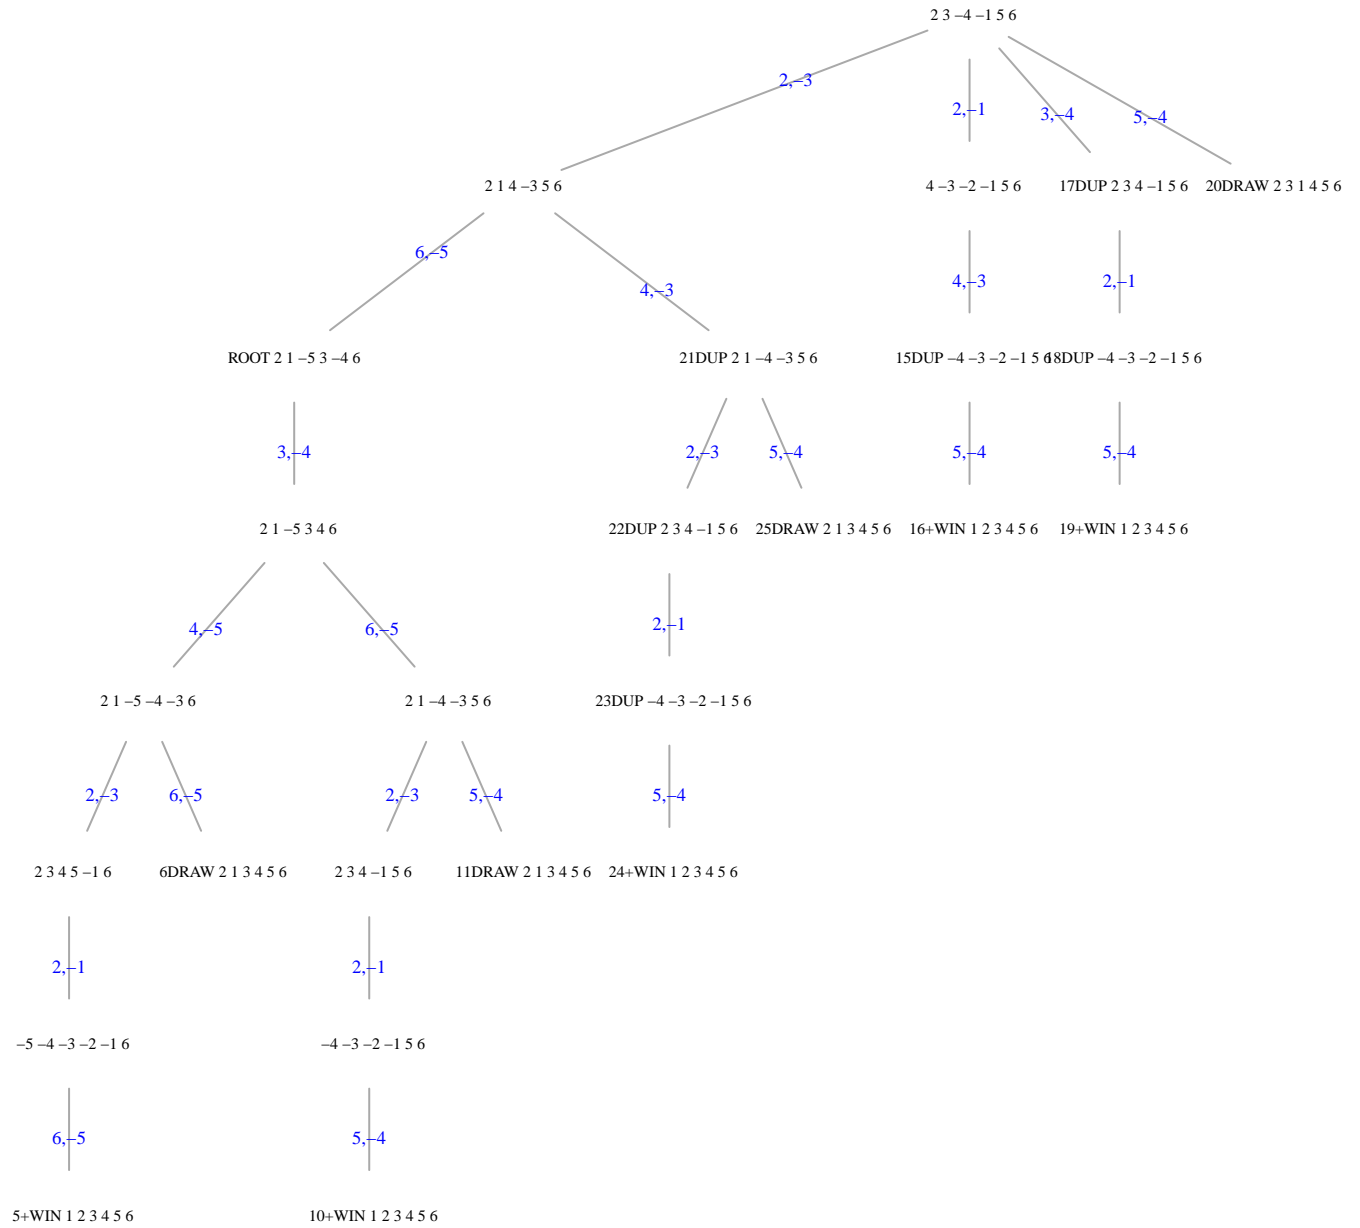 2 3 –4 –1 5 6
2,–3
2,–1
3,–4
5,–4
2 1 4 –3 5 6
4 –3 –2 –1 5 6
17DUP 2 3 4 –1 5 6
20DRAW 2 3 1 4 5 6
6,–5
4,–3
4,–3
2,–1
ROOT 2 1 –5 3 –4 6
21DUP 2 1 –4 –3 5 6
15DUP –4 –3 –2 –1 5 6
18DUP –4 –3 –2 –1 5 6
3,–4
2,–3
5,–4
5,–4
5,–4
2 1 –5 3 4 6
22DUP 2 3 4 –1 5 6
25DRAW 2 1 3 4 5 6
16+WIN 1 2 3 4 5 6
19+WIN 1 2 3 4 5 6
4,–5
6,–5
2,–1
2 1 –5 –4 –3 6
2 1 –4 –3 5 6
23DUP –4 –3 –2 –1 5 6
2,–3
6,–5
2,–3
5,–4
5,–4
2 3 4 5 –1 6
6DRAW 2 1 3 4 5 6
2 3 4 –1 5 6
11DRAW 2 1 3 4 5 6
24+WIN 1 2 3 4 5 6
2,–1
2,–1
–5 –4 –3 –2 –1 6
–4 –3 –2 –1 5 6
6,–5
5,–4
5+WIN 1 2 3 4 5 6
10+WIN 1 2 3 4 5 6